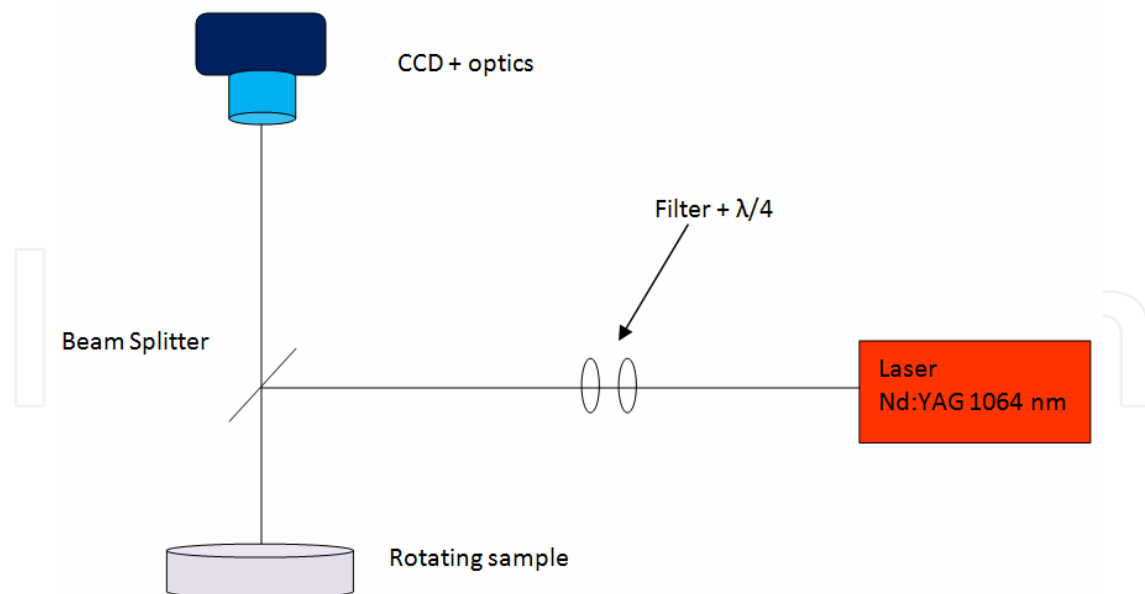 CCD + optics
Filter + λ/4
Beam Splitter
Laser
Nd:YAG 1064 nm
Rotating sample